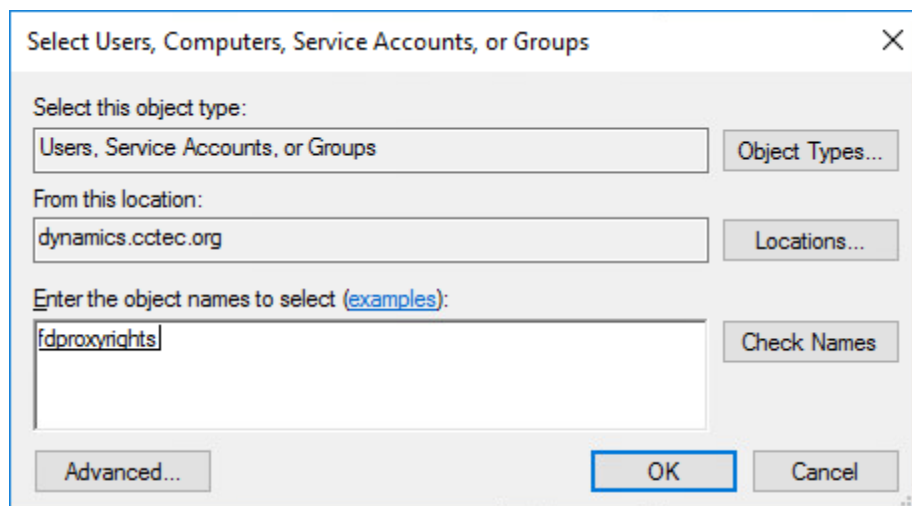 Select Users, Computers, Service Accounts, or Groups
Select this object type:
Users, Service Accounts, or Groups
Object Types...
From this location:
dynamics.cctec.org
Locations...
Enter the object names to select (examples):
fdproxyrights
Check Names
Advanced...
OK
Cancel